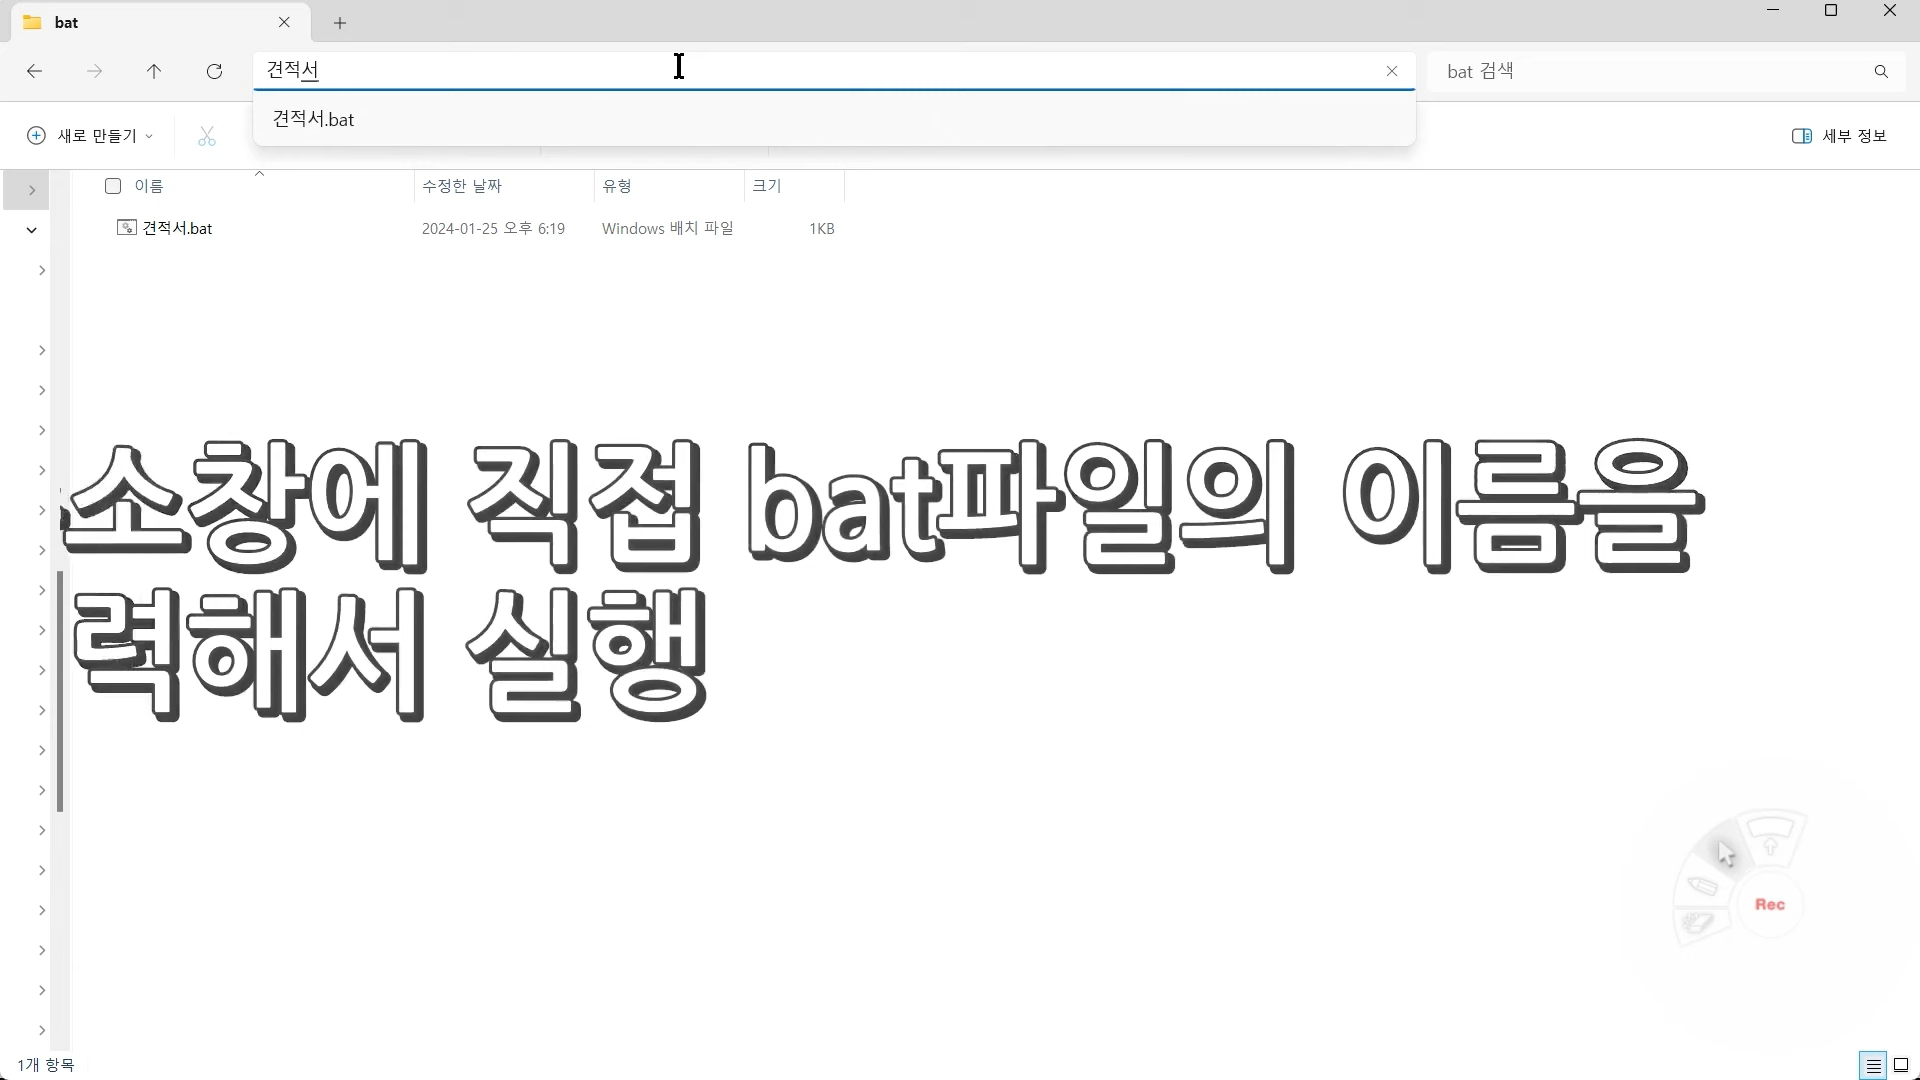 bat
견적서
bat 검색
견적서.bat
새로 만들기
세부 정보
이름
수정한 날짜
유형
크기
견적서.bat
2024-01-25 오후 6:19
Windows 배치 파일
1KB
소창에 직접 bat파일의 이름을
력해서 실행
Rec
1개 항목